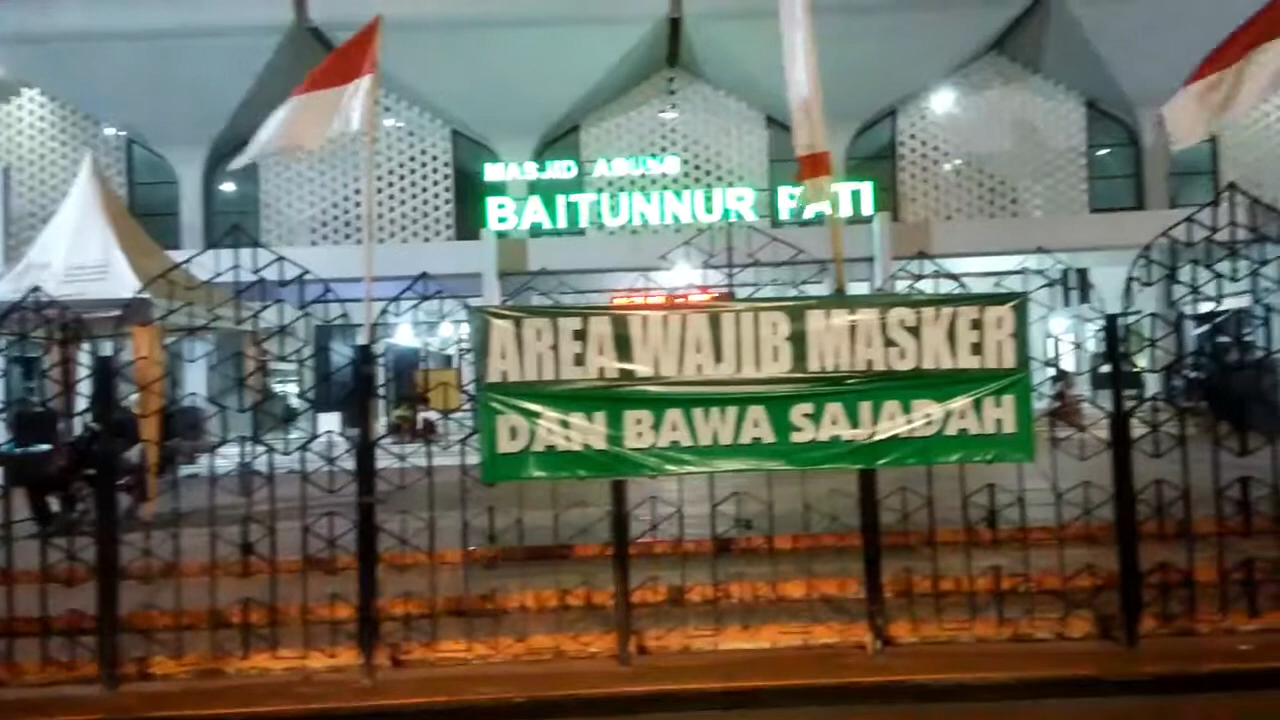 MASJID AGUNG
BAITUNNUR PATI
AREA WAJIB MASKER
DAN BAWA SAJADAH